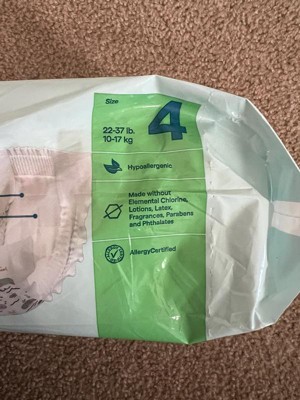 Size
4
22-37 lb.
10-17 kg
Hypoallergenic
Made without
Elemental Chlorine,
Lotions, Latex,
Fragrances, Parabens
and Phthalates
AllergyCertified